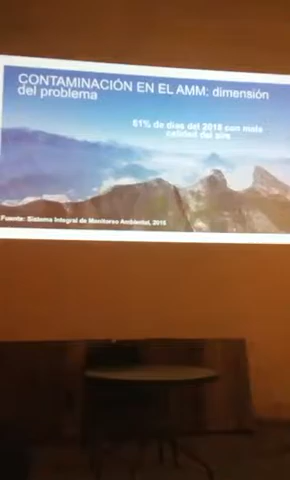 CONTAMINACIÓN EN EL AMM: dimensión
del problema
61% de días del 2018 con mala
calidad del aire
Fuente: Sistema Integral de Monitoreo Ambiental, 2018